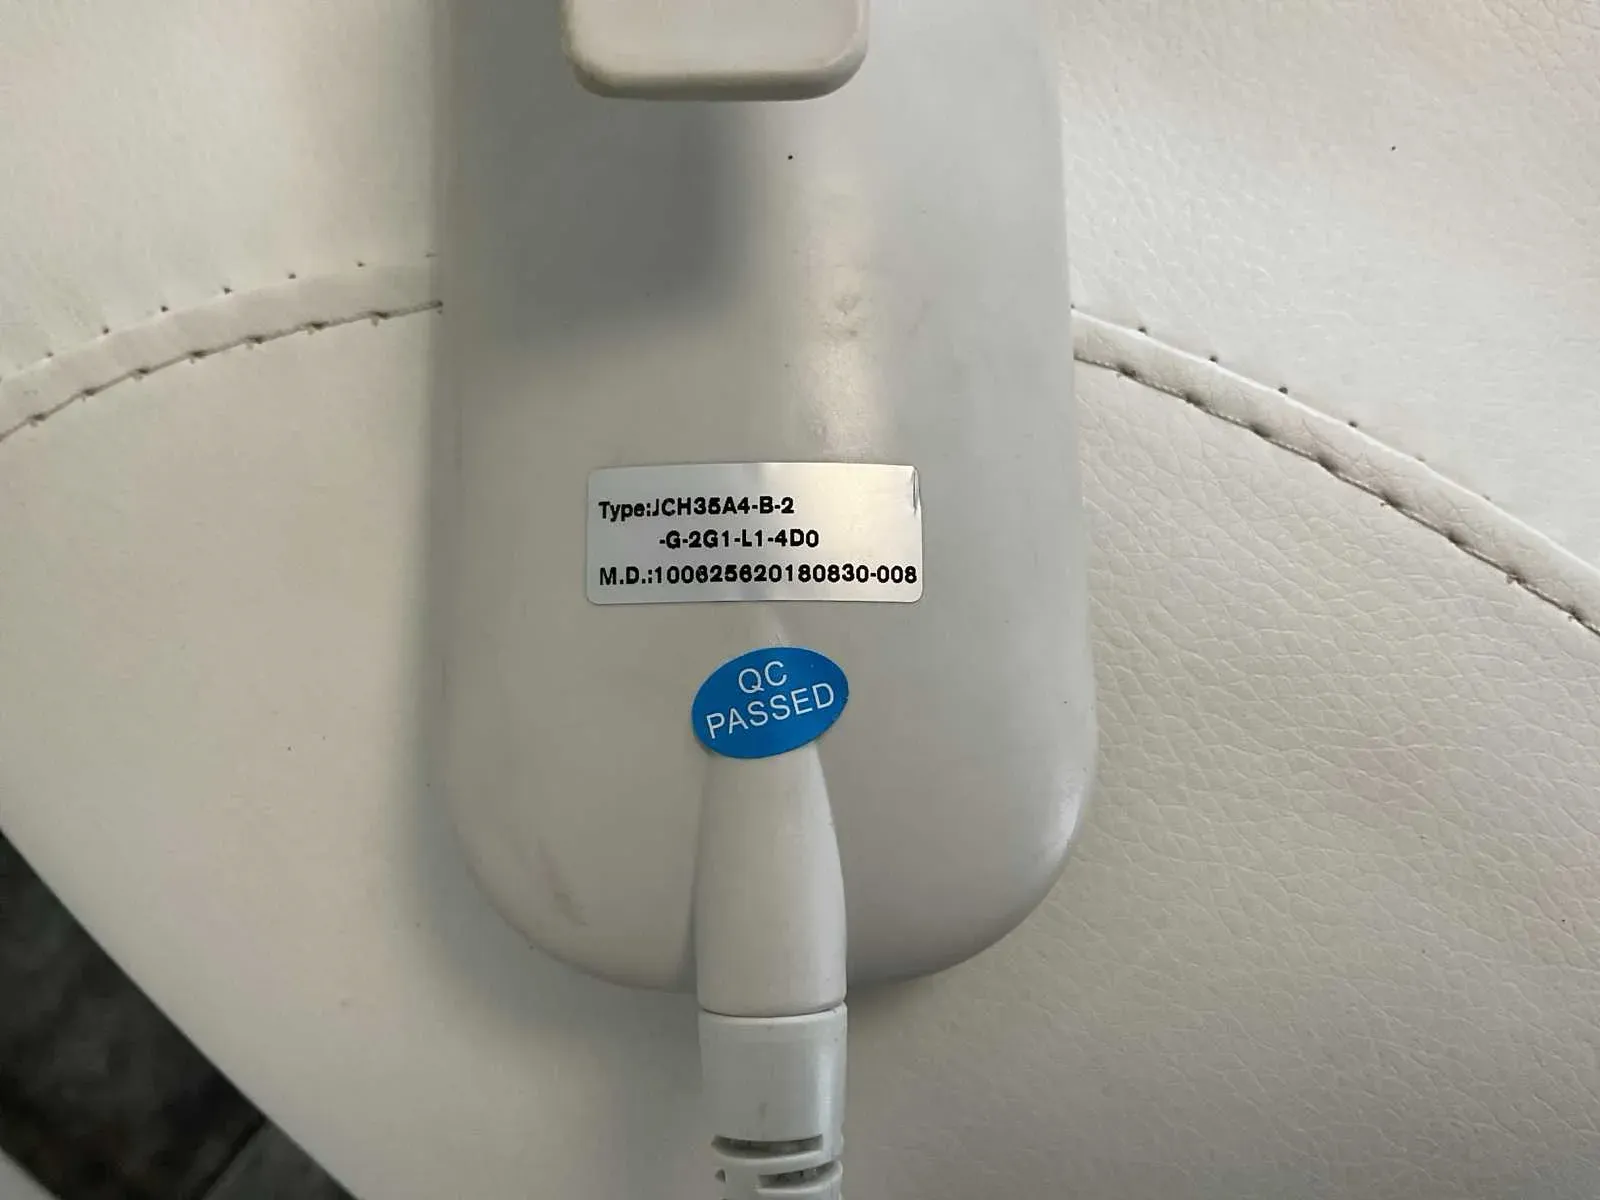 Type:JCH35A4-B-2
-G-2G1-L1-4D0
M.D.:100625620180830-008
QC
PASSED